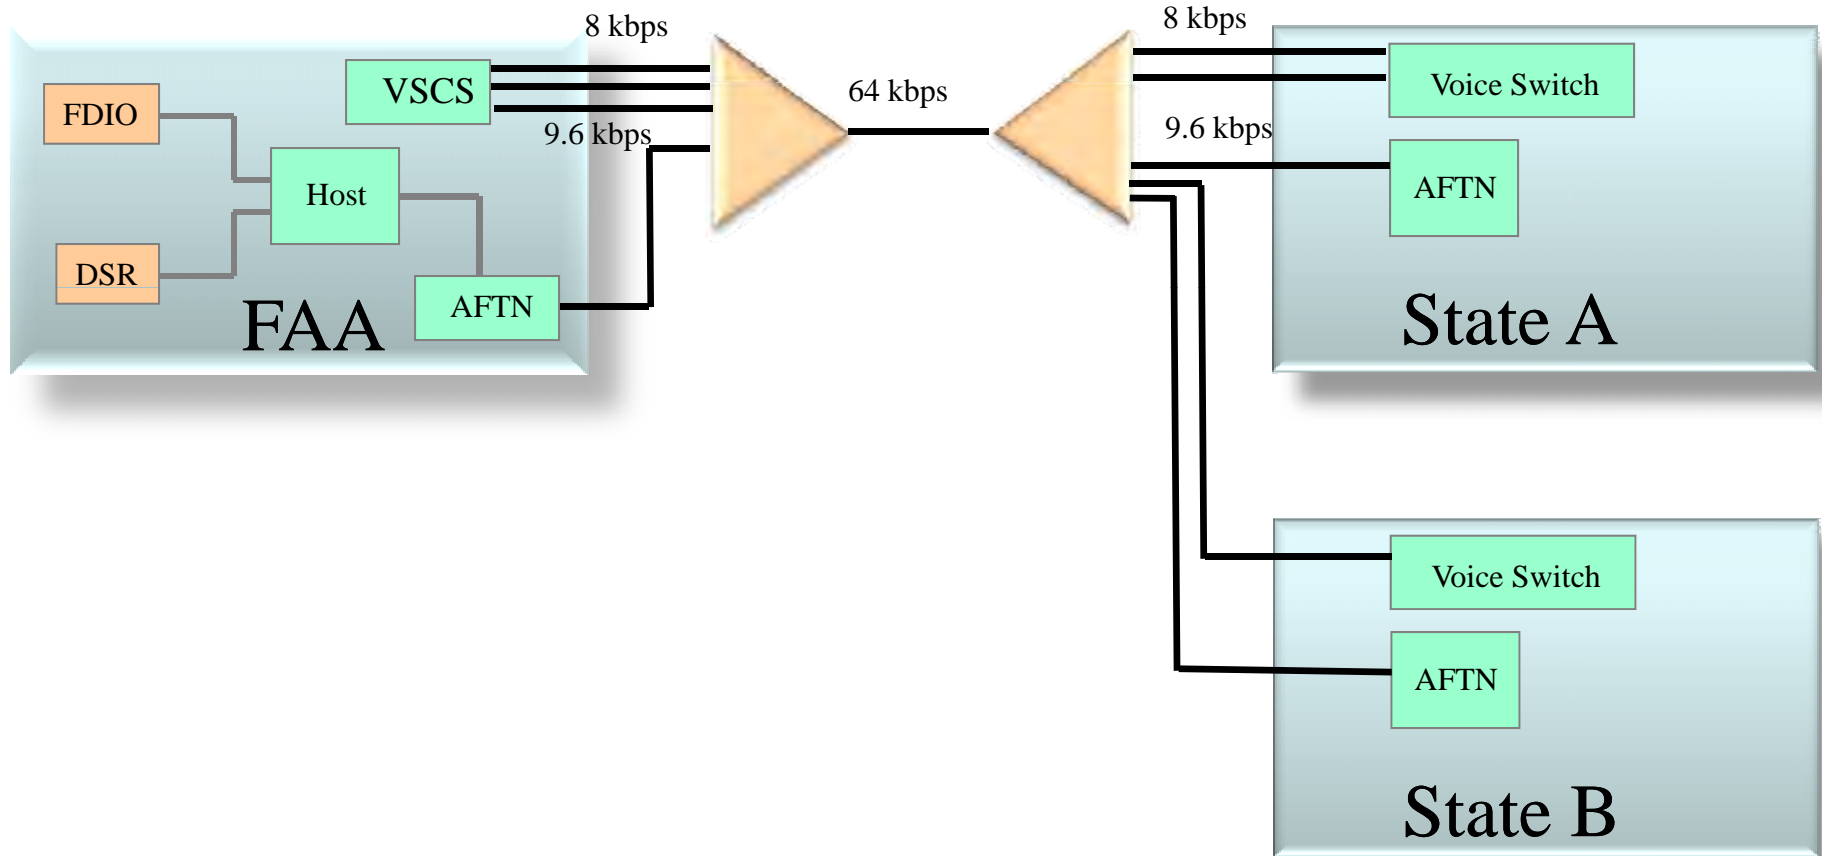 8 kbps
VSCS
FDIO
9.6 kbps
Host
DSR
AFTN
FAA
64 kbps
8 kbps
Voice Switch
9.6 kbps
AFTN
State A
Voice Switch
AFTN
State B